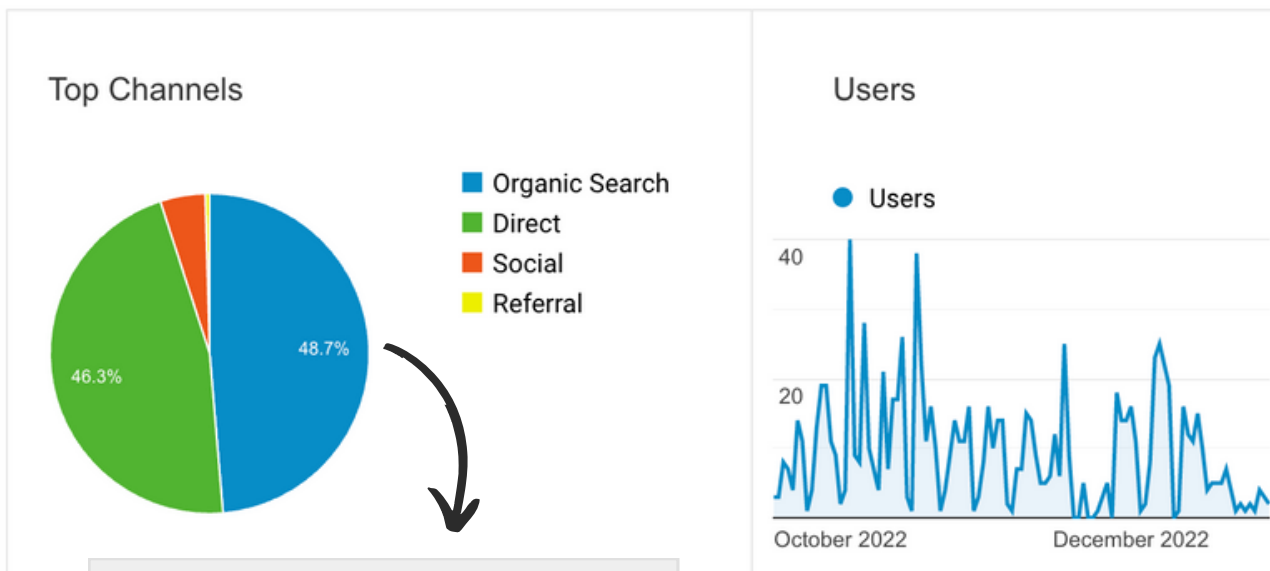 Top Channels
Organic Search
Direct
Social
Referral
48.7%
46.3%
Users
Users
40
20
October 2022
December 2022